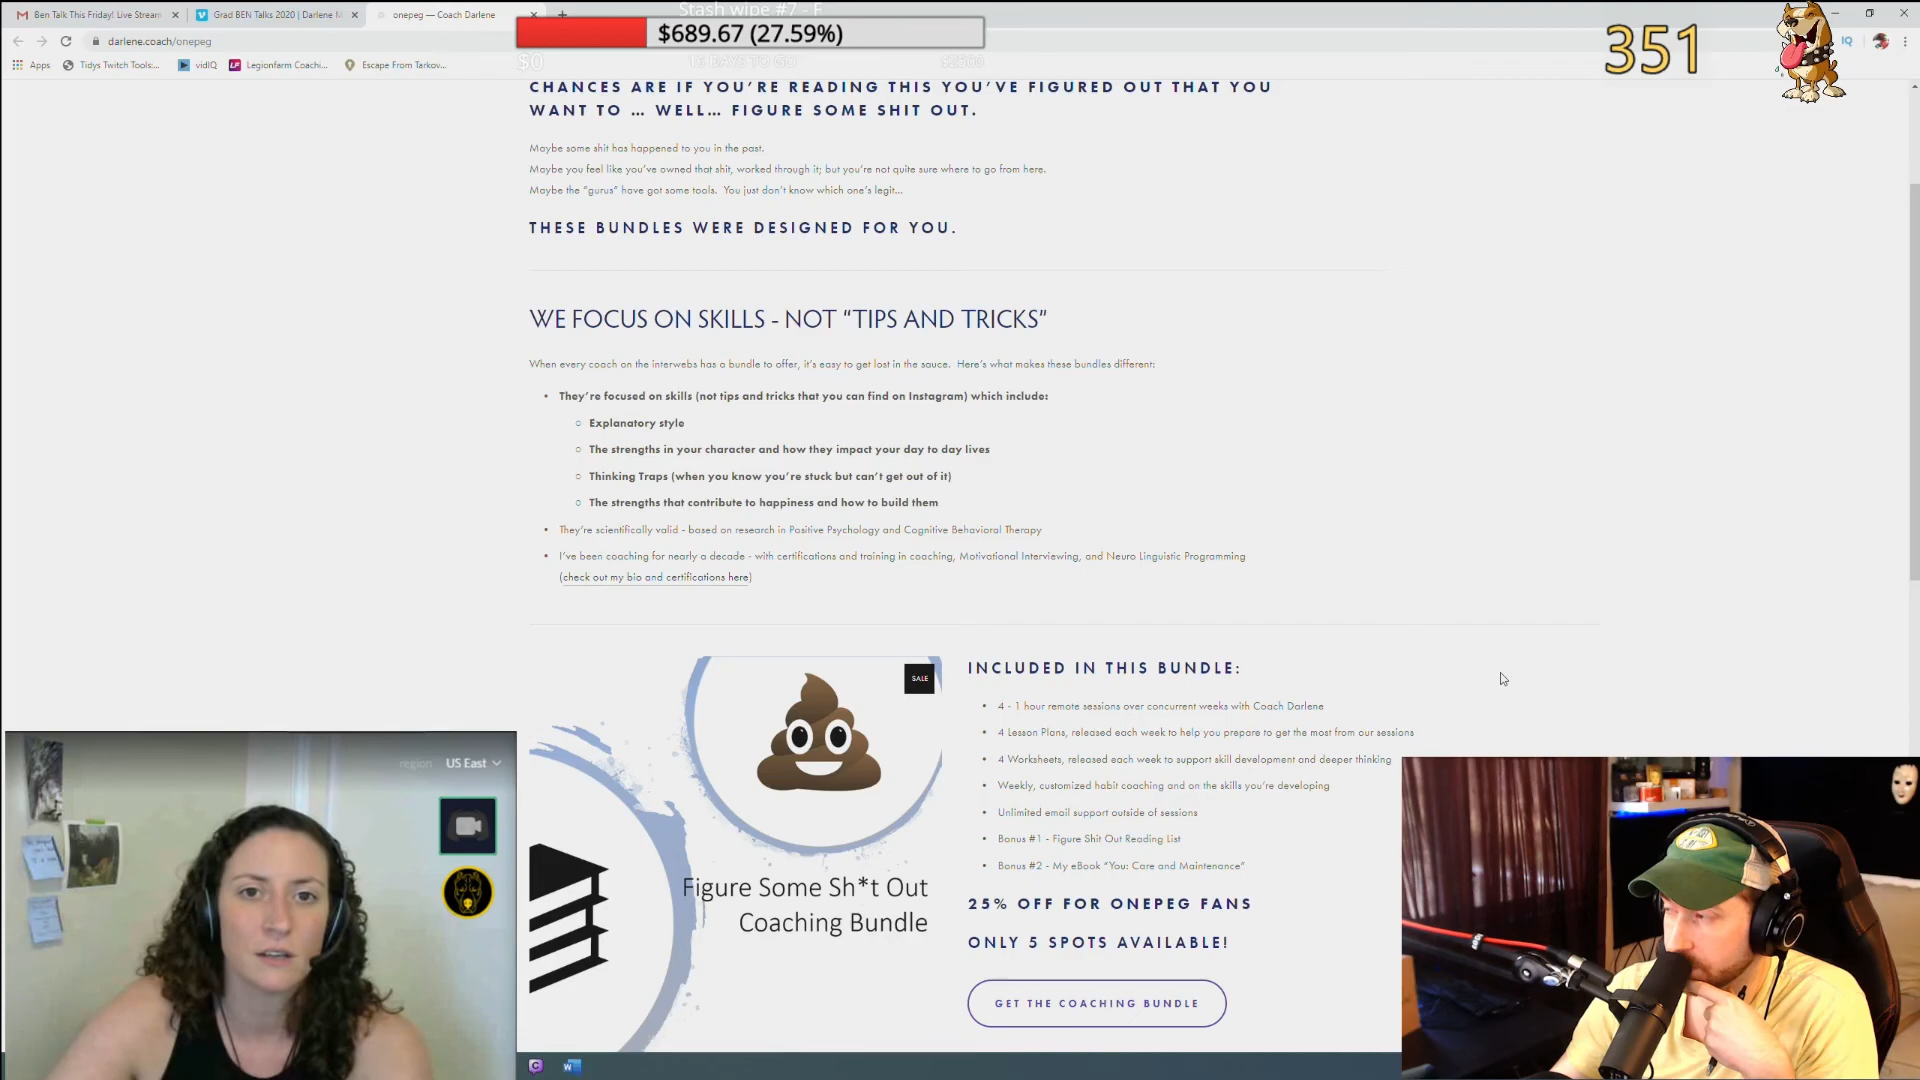 Stash wipe #7 - F
Ben Talk This Friday! Live Stream
Grad BEN Talks 2020 | Darlene M
onepeg — Coach Darlene
$689.67 (27.59%)
351
darlene.coach/onepeg
$0
15 DAYS TO GO
$2500
IQ
Apps
Tidys Twitch Tools:...
vidIQ
Legionfarm Coachi...
Escape From Tarkov...
CHANCES ARE IF YOU'RE READING THIS YOU'VE FIGURED OUT THAT YOU
WANT TO ... WELL... FIGURE SOME SHIT OUT.
Maybe some shit has happened to you in the past.
Maybe you feel like you've owned that shit, worked through it; but you're not quite sure where to go from here.
Maybe the "gurus" have got some tools. You just don't know which one's legit...
THESE BUNDLES WERE DESIGNED FOR YOU.
WE FOCUS ON SKILLS - NOT "TIPS AND TRICKS"
When every coach on the interwebs has a bundle to offer, it's easy to get lost in the sauce. Here's what makes these bundles different:
They're focused on skills (not tips and tricks that you can find on Instagram) which include:
Explanatory style
The strengths in your character and how they impact your day to day lives
Thinking Traps (when you know you're stuck but can't get out of it)
The strengths that contribute to happiness and how to build them
They're scientifically valid - based on research in Positive Psychology and Cognitive Behavioral Therapy
I've been coaching for nearly a decade - with certifications and training in coaching, Motivational Interviewing, and Neuro Linguistic Programming
(check out my bio and certifications here)
SALE
Figure Some Sh*t Out
Coaching Bundle
INCLUDED IN THIS BUNDLE:
4 - 1 hour remote sessions over concurrent weeks with Coach Darlene
4 Lesson Plans, released each week to help you prepare to get the most from our sessions
4 Worksheets, released each week to support skill development and deeper thinking
Weekly, customized habit coaching and on the skills you're developing
Unlimited email support outside of sessions
Bonus #1 - Figure Shit Out Reading List
Bonus #2 - My eBook "You: Care and Maintenance"
25% OFF FOR ONEPEG FANS
ONLY 5 SPOTS AVAILABLE!
GET THE COACHING BUNDLE
region US East